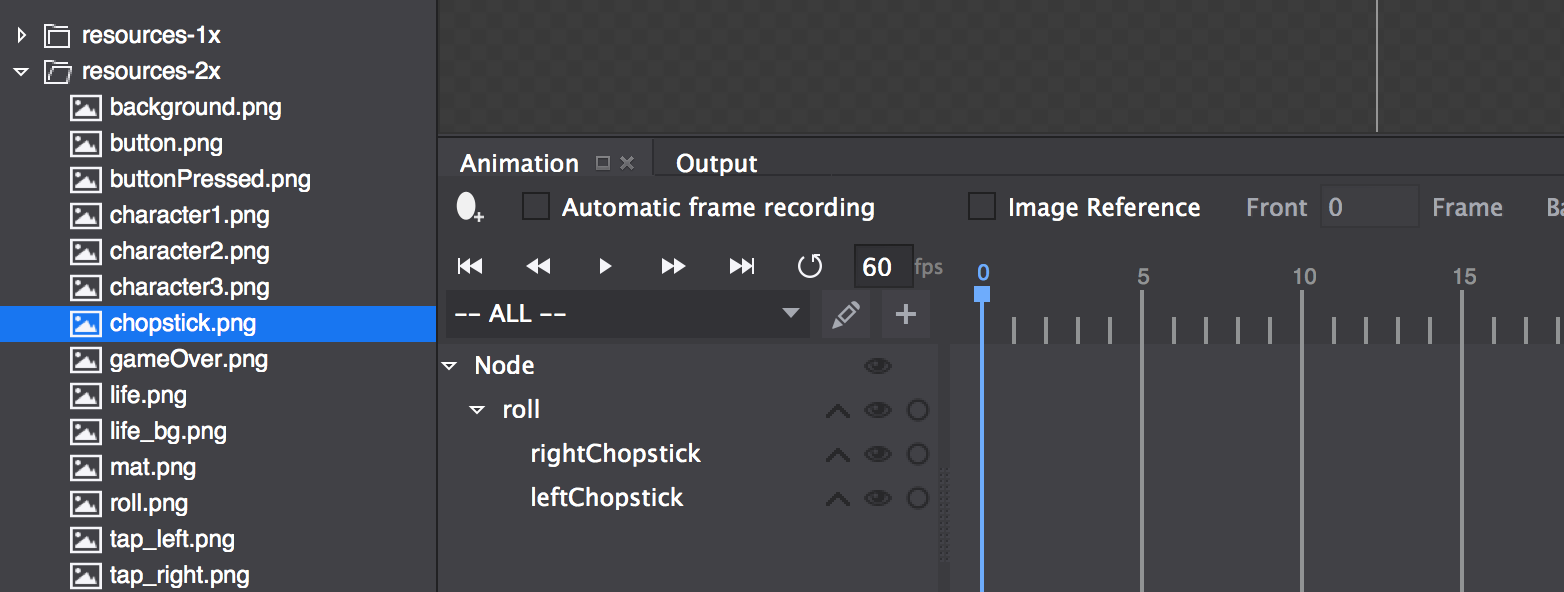 resources-1x
resources-2x
background.png
button.png
buttonPressed.png
character1.png
character2.png
character3.png
chopstick.png
gameOver.png
life.png
life_bg.png
mat.png
roll.png
tap_left.png
tap_right.png
Animation Output
Automatic frame recording Image Reference Front 0 Frame
60 fps
0 5 10 15
-- ALL --
Node
roll
rightChopstick
leftChopstick